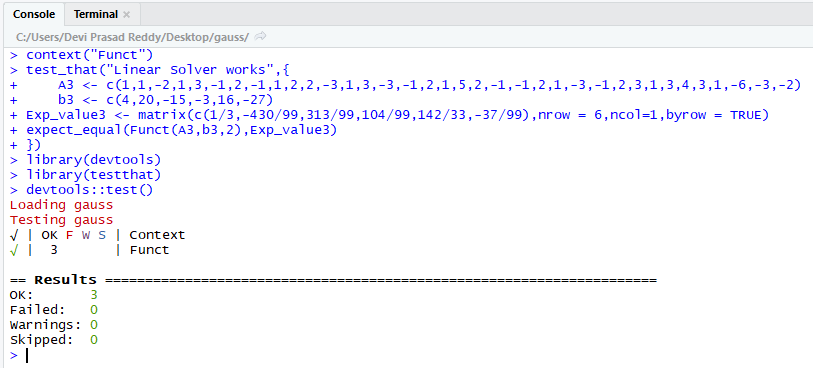 Console Terminal ×
C:/Users/Devi Prasad Reddy/Desktop/gauss/
> context("Funct")
> test_that("Linear Solver works",{
+     A3 <- c(1,1,-2,1,3,-1,2,-1,1,2,2,-3,1,3,-3,-1,2,1,5,2,-1,-1,2,1,-3,-1,2,3,1,3,4,3,1,-6,-3,-2)
+     b3 <- c(4,20,-15,-3,16,-27)
+ Exp_value3 <- matrix(c(1/3,-430/99,313/99,104/99,142/33,-37/99),nrow = 6,ncol=1,byrow = TRUE)
+ expect_equal(Funct(A3,b3,2),Exp_value3)
+ })
> library(devtools)
> library(testthat)
> devtools::test()
Loading gauss
Testing gauss
√ | OK F W S | Context
√ |  3       | Funct
== Results =====================================================================
OK:       3
Failed:   0
Warnings: 0
Skipped:  0
>